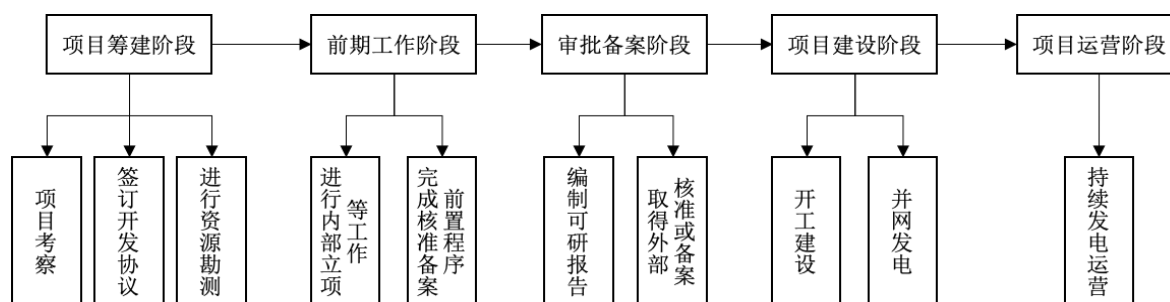 项目筹建阶段
前期工作阶段
审批备案阶段
项目建设阶段
项目运营阶段
项目考察
签订开发协议
进行资源勘测
进行内部立项
等工作
完成核准备案
前置程序
编制可研报告
取得外部
核准或备案
开工建设
并网发电
持续发电运营